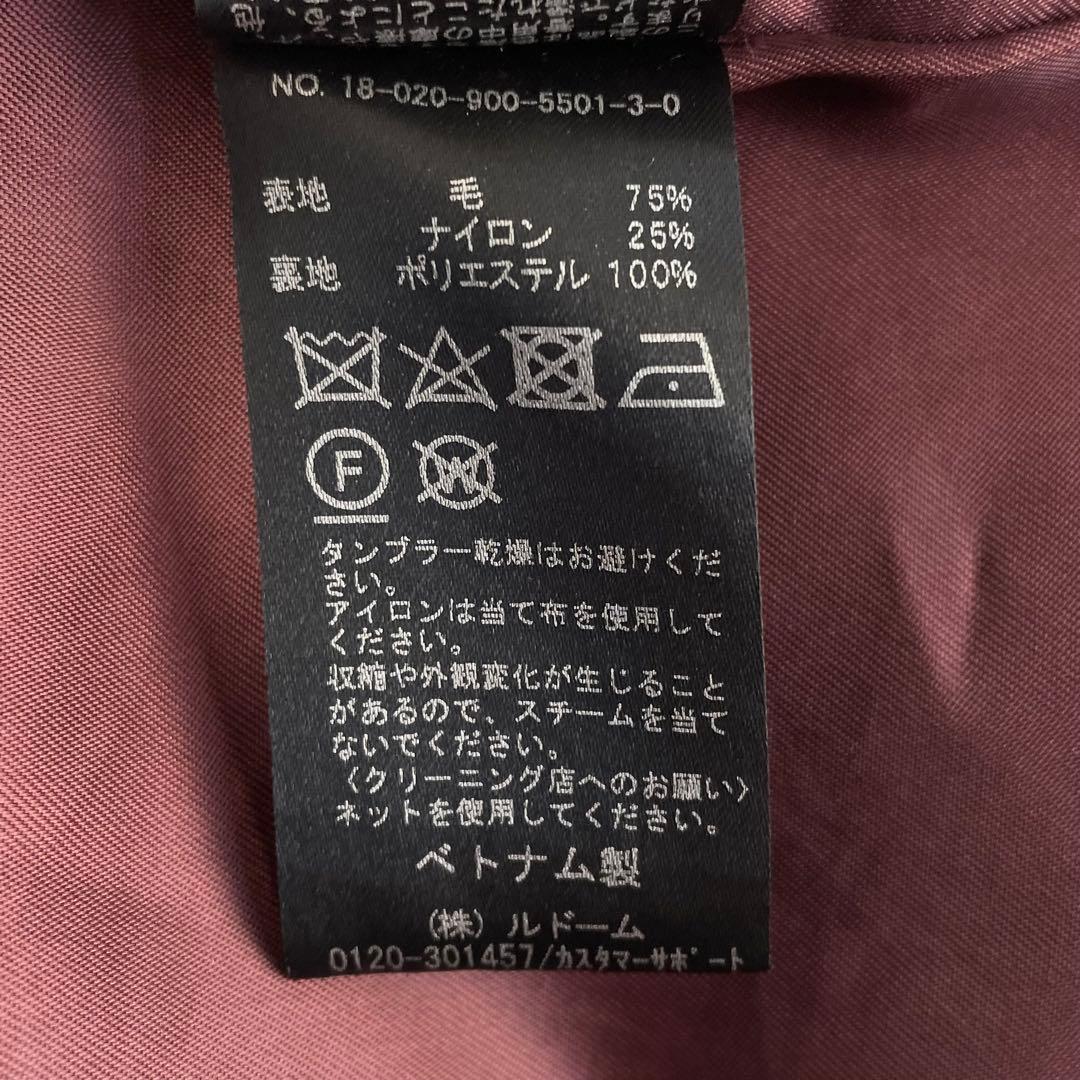 NO. 18-020-900-5501-3-0
表地 毛 75%
ナイロン 25%
裏地 ポリエステル 100%
F
W
タンブラー乾燥はお避けくだ
さい。
アイロンは当て布を使用して
ください。
収縮や外観変化が生じること
があるので、スチームを当て
ないでください。
〈クリーニング店へのお願い〉
ネットを使用してください。
ベトナム製
(株) ルドーム
0120-301457/カスタマーサポート